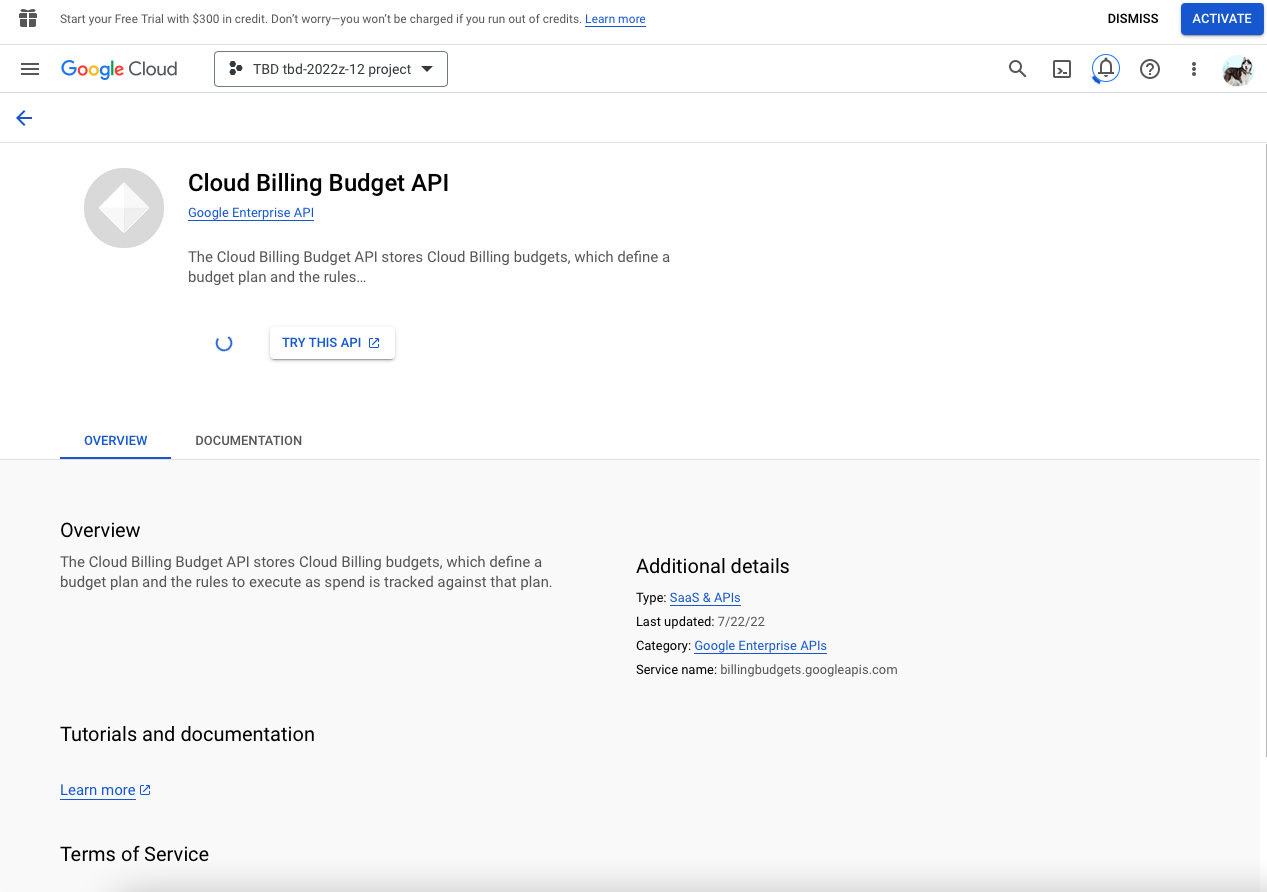 Start your Free Trial with $300 in credit. Don’t worry—you won’t be charged if you run out of credits. Learn more
DISMISS
ACTIVATE
Google Cloud
TBD tbd-2022z-12 project
Cloud Billing Budget API
Google Enterprise API
The Cloud Billing Budget API stores Cloud Billing budgets, which define a
budget plan and the rules…
TRY THIS API
OVERVIEW
DOCUMENTATION
Overview
The Cloud Billing Budget API stores Cloud Billing budgets, which define a
budget plan and the rules to execute as spend is tracked against that plan.
Additional details
Type: SaaS & APIs
Last updated: 7/22/22
Category: Google Enterprise APIs
Service name: billingbudgets.googleapis.com
Tutorials and documentation
Learn more
Terms of Service